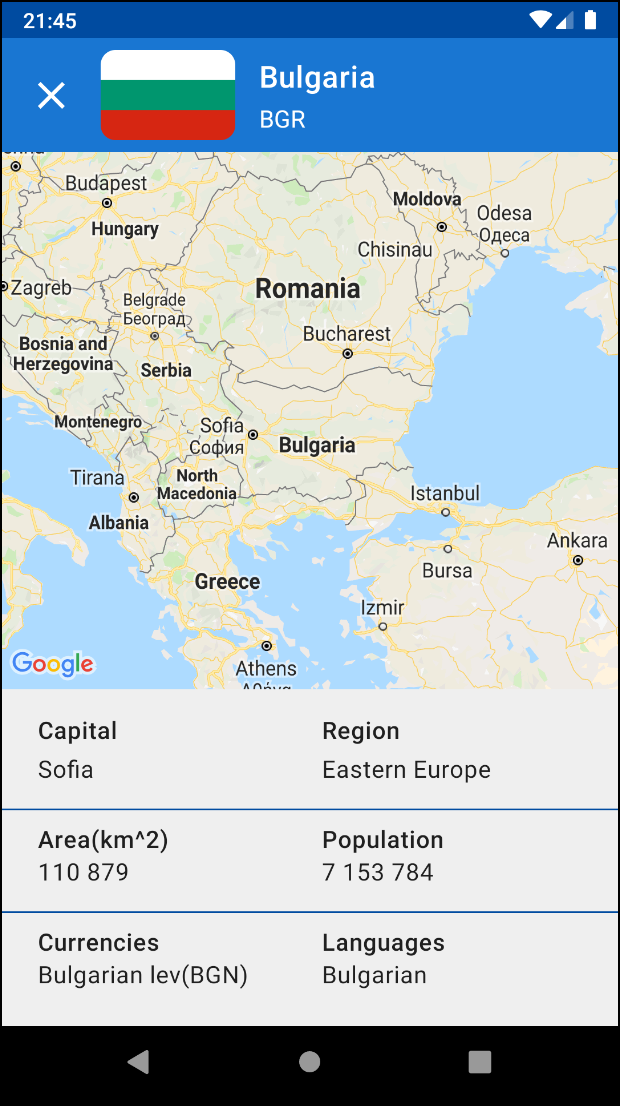 21:45
Bulgaria
BGR
Budapest
Hungary
Moldova
Odesa
Одеса
Chisinau
Zagreb
Romania
Belgrade
Београд
Bucharest
Bosnia and
Herzegovina
Serbia
Montenegro
Sofia
София
Bulgaria
Tirana
North
Macedonia
Istanbul
Albania
Ankara
Bursa
Greece
Izmir
Google
Athens
Capital
Region
Sofia
Eastern Europe
Area(km^2)
Population
110 879
7 153 784
Currencies
Languages
Bulgarian lev(BGN)
Bulgarian